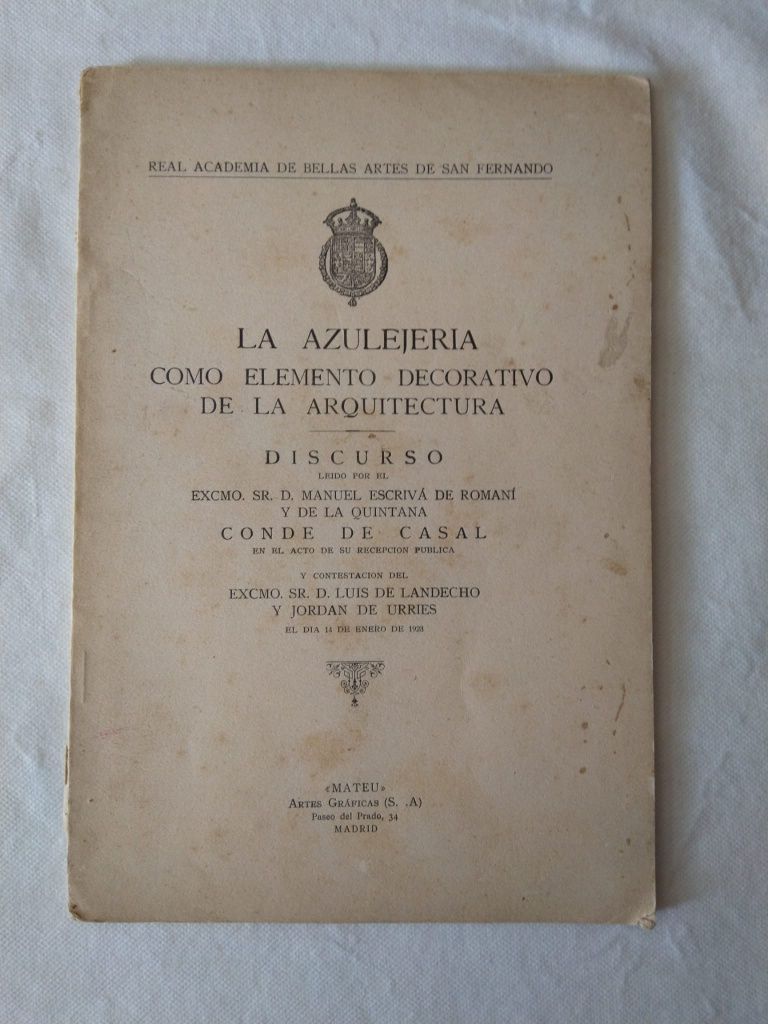 REAL ACADEMIA DE BELLAS ARTES DE SAN FERNANDO
LA AZULEJERIA
COMO ELEMENTO DECORATIVO
DE LA ARQUITECTURA
DISCURSO
LEIDO POR EL
EXCMO. SR. D. MANUEL ESCRIVÁ DE ROMANÍ
Y DE LA QUINTANA
CONDE DE CASAL
EN EL ACTO DE SU RECEPCION PUBLICA
Y CONTESTACION DEL
EXCMO. SR. D. LUIS DE LANDECHO
Y JORDAN DE URRIES
EL DIA 14 DE ENERO DE 1923
«MATEU»
ARTES GRÁFICAS (S. .A)
Paseo del Prado, 34
MADRID